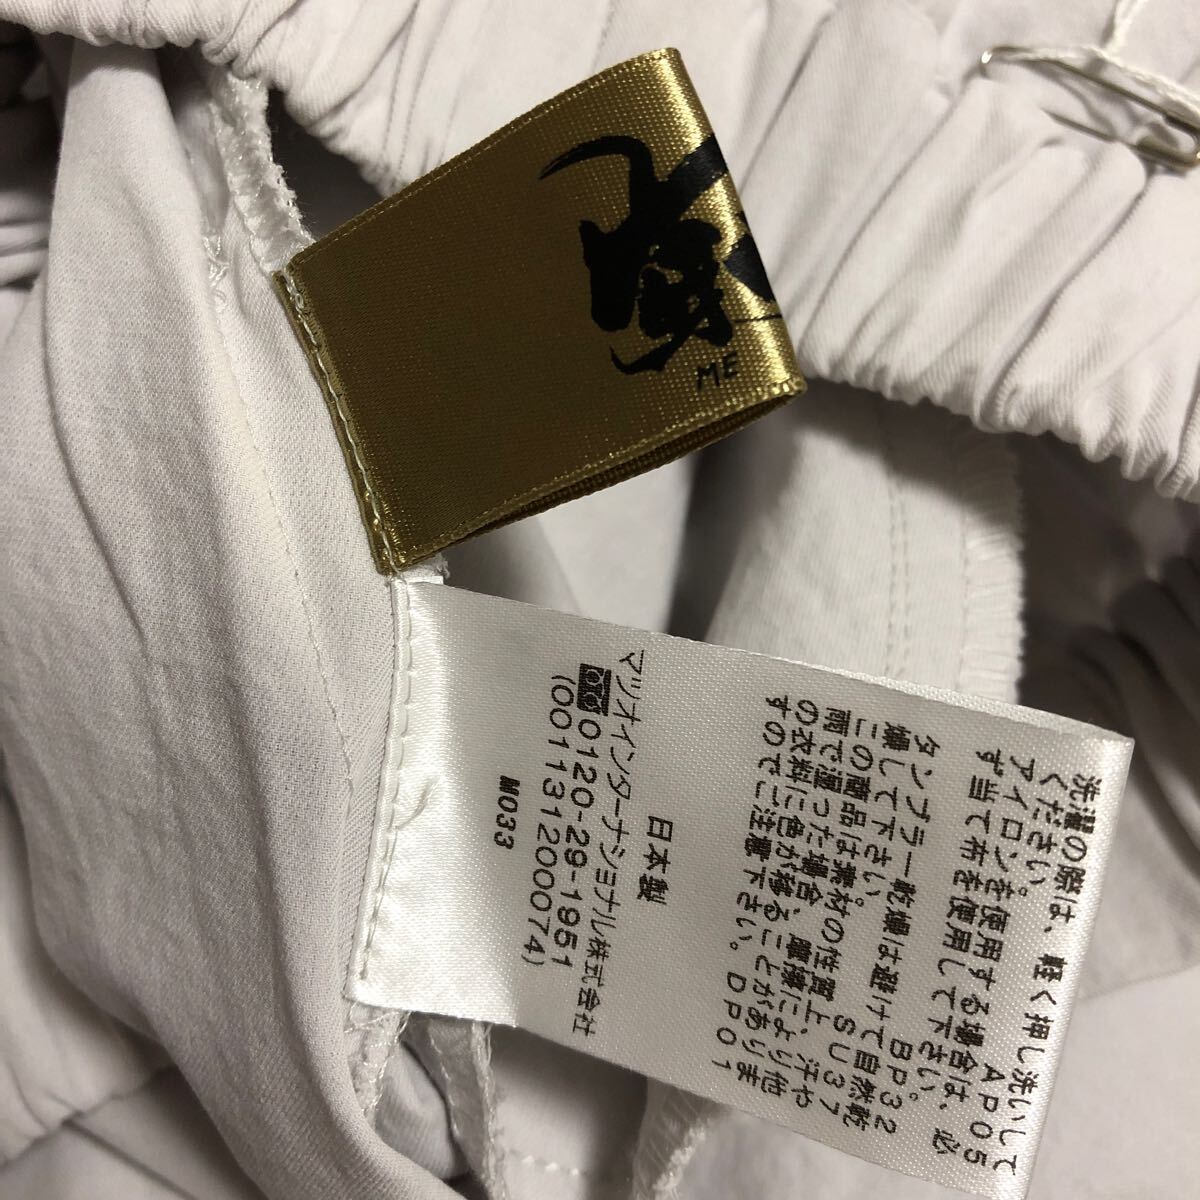 ME
洗濯の際は、軽く押し洗いして
ください。 AP05
アイロンを使用する場合は、必
ず当て布を使用して下さい。
BP32
タンブラー乾燥は避けて自然乾
燥して下さい。 SU37
この商品は素材の性質上、汗や
雨で湿った場合、摩擦により他
の衣料に色が移ることがありま
すのでご注意下さい。 DP01
日本製
マツオインターナショナル株式会社
0120-29-1951
(001131200074)
M033